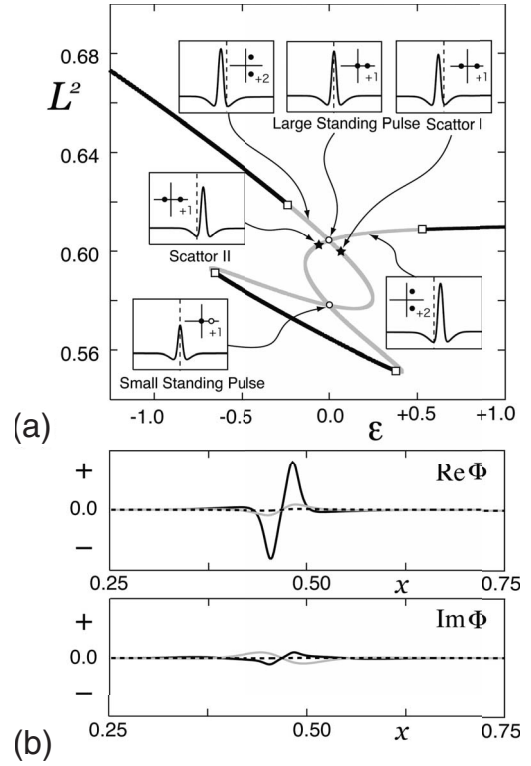 (a)
L²
0.68
0.64
0.60
0.56
+2
+1
+1
Large Standing Pulse
Scattor I
+1
Scattor II
+2
+1
Small Standing Pulse
-1.0
-0.5
0.0
+0.5
+1.0
ε
(b)
+
0.0
−
Re Φ
0.25
0.50
x
0.75
+
0.0
−
Im Φ
0.25
0.50
x
0.75